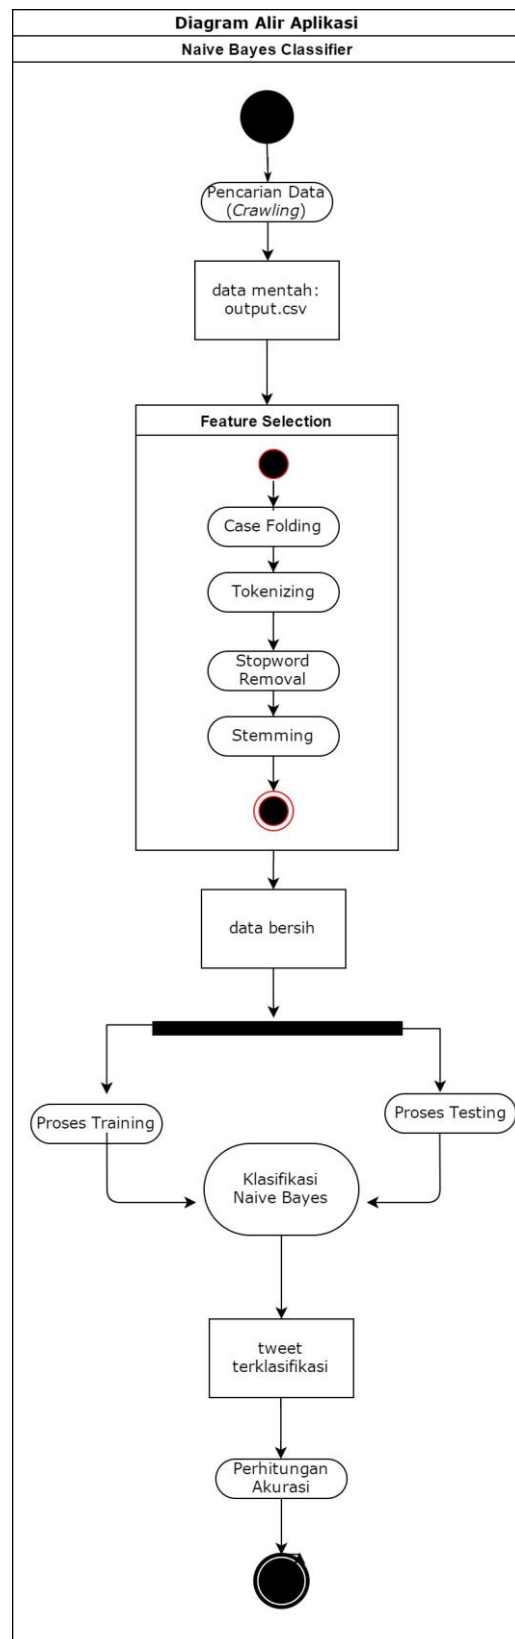 Diagram Alir Aplikasi
Naive Bayes Classifier
Pencarian Data
(Crawling)
data mentah:
output.csv
Feature Selection
Case Folding
Tokenizing
Stopword
Removal
Stemming
data bersih
Proses Training
Proses Testing
Klasifikasi
Naive Bayes
tweet
terklasifikasi
Perhitungan
Akurasi